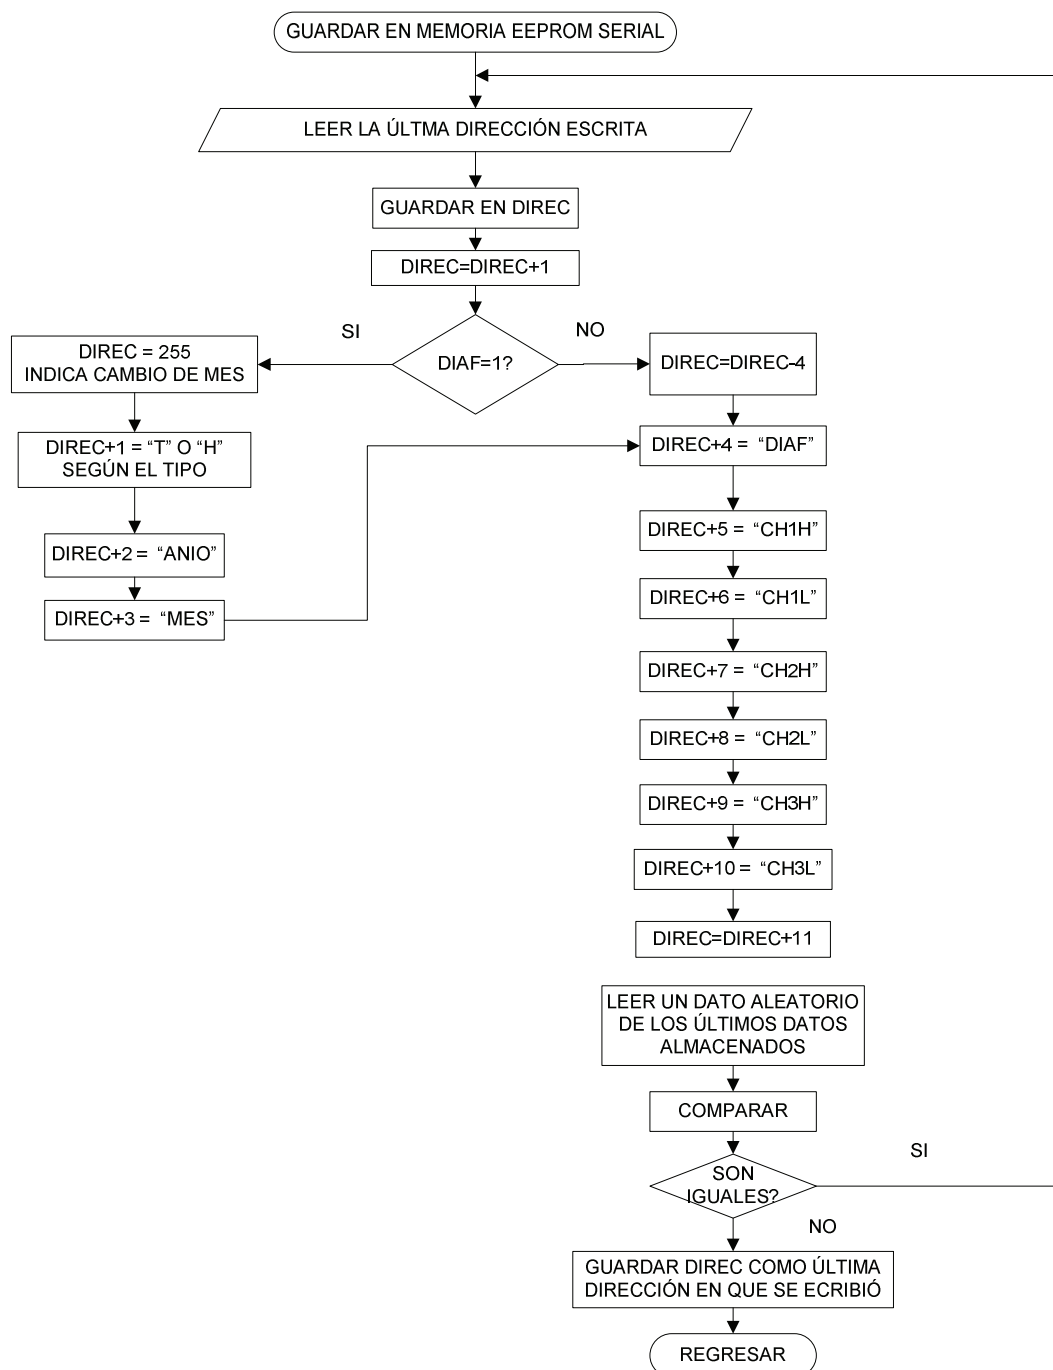 GUARDAR EN MEMORIA EEPROM SERIAL
LEER LA ÚLTMA DIRECCIÓN ESCRITA
GUARDAR EN DIREC
DIREC=DIREC+1
SI
NO
DIAF=1?
DIREC = 255
INDICA CAMBIO DE MES
DIREC+1 = “T” O “H”
SEGÚN EL TIPO
DIREC+2 = “ANIO”
DIREC+3 = “MES”
DIREC=DIREC-4
DIREC+4 = “DIAF”
DIREC+5 = “CH1H”
DIREC+6 = “CH1L”
DIREC+7 = “CH2H”
DIREC+8 = “CH2L”
DIREC+9 = “CH3H”
DIREC+10 = “CH3L”
DIREC=DIREC+11
LEER UN DATO ALEATORIO
DE LOS ÚLTIMOS DATOS
ALMACENADOS
COMPARAR
SI
SON
IGUALES?
NO
GUARDAR DIREC COMO ÚLTIMA
DIRECCIÓN EN QUE SE ECRIBIÓ
REGRESAR